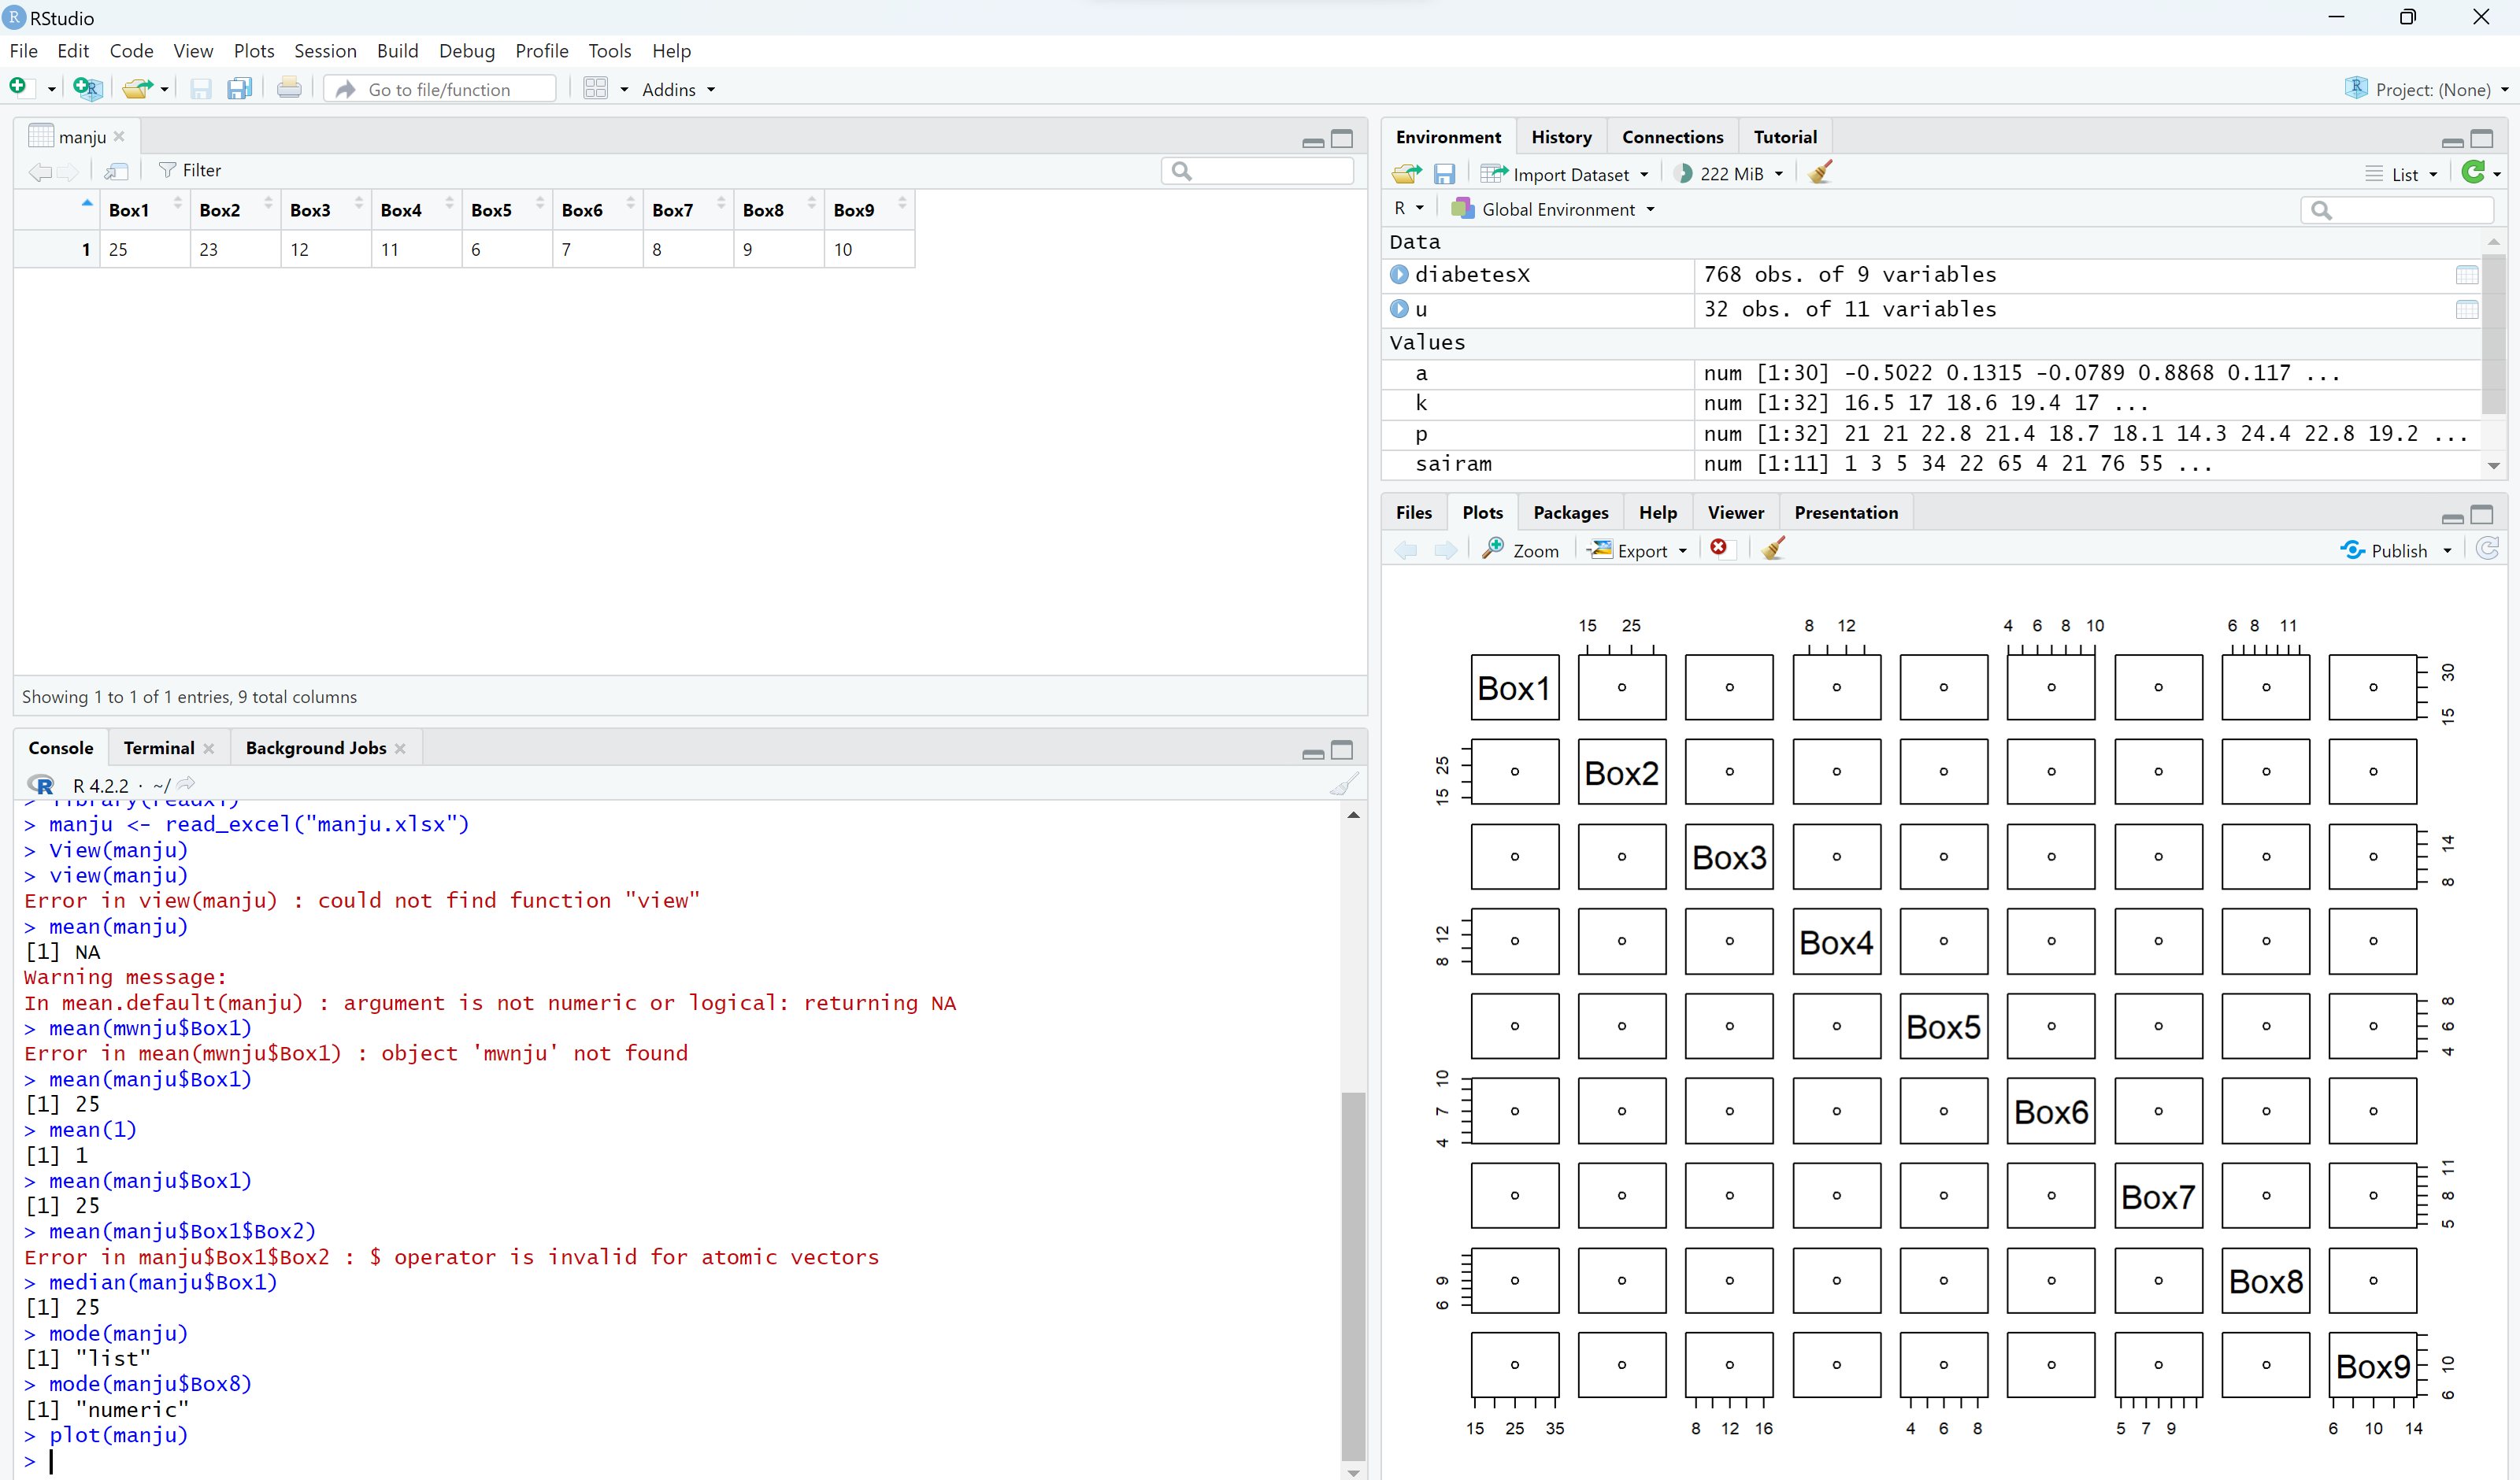 RStudio
File Edit Code View Plots Session Build Debug Profile Tools Help
Go to file/function Addins Project: (None)
manju
Filter
Box1 Box2 Box3 Box4 Box5 Box6 Box7 Box8 Box9
1 25 23 12 11 6 7 8 9 10
Showing 1 to 1 of 1 entries, 9 total columns
Console Terminal Background Jobs
R 4.2.2 · ~/
> library(readxl)
> manju <- read_excel("manju.xlsx")
> View(manju)
> view(manju)
Error in view(manju) : could not find function "view"
> mean(manju)
[1] NA
Warning message:
In mean.default(manju) : argument is not numeric or logical: returning NA
> mean(mwnju$Box1)
Error in mean(mwnju$Box1) : object 'mwnju' not found
> mean(manju$Box1)
[1] 25
> mean(1)
[1] 1
> mean(manju$Box1)
[1] 25
> mean(manju$Box1$Box2)
Error in manju$Box1$Box2 : $ operator is invalid for atomic vectors
> median(manju$Box1)
[1] 25
> mode(manju)
[1] "list"
> mode(manju$Box8)
[1] "numeric"
> plot(manju)
>
Environment History Connections Tutorial
Import Dataset 222 MiB List
R Global Environment
Data
diabetesX 768 obs. of 9 variables
u 32 obs. of 11 variables
Values
a num [1:30] -0.5022 0.1315 -0.0789 0.8868 0.117 ...
k num [1:32] 16.5 17 18.6 19.4 17 ...
p num [1:32] 21 21 22.8 21.4 18.7 18.1 14.3 24.4 22.8 19.2 ...
sairam num [1:11] 1 3 5 34 22 65 4 21 76 55 ...
Files Plots Packages Help Viewer Presentation
Zoom Export Publish
15 25 8 12 4 6 8 10 6 8 11
Box1 15 30
15 25 Box2
Box3 8 14
8 12 Box4
Box5 4 6 8
4 7 10 Box6
Box7 5 8 11
6 9 Box8
Box9 6 10
15 25 35 8 12 16 4 6 8 5 7 9 6 10 14